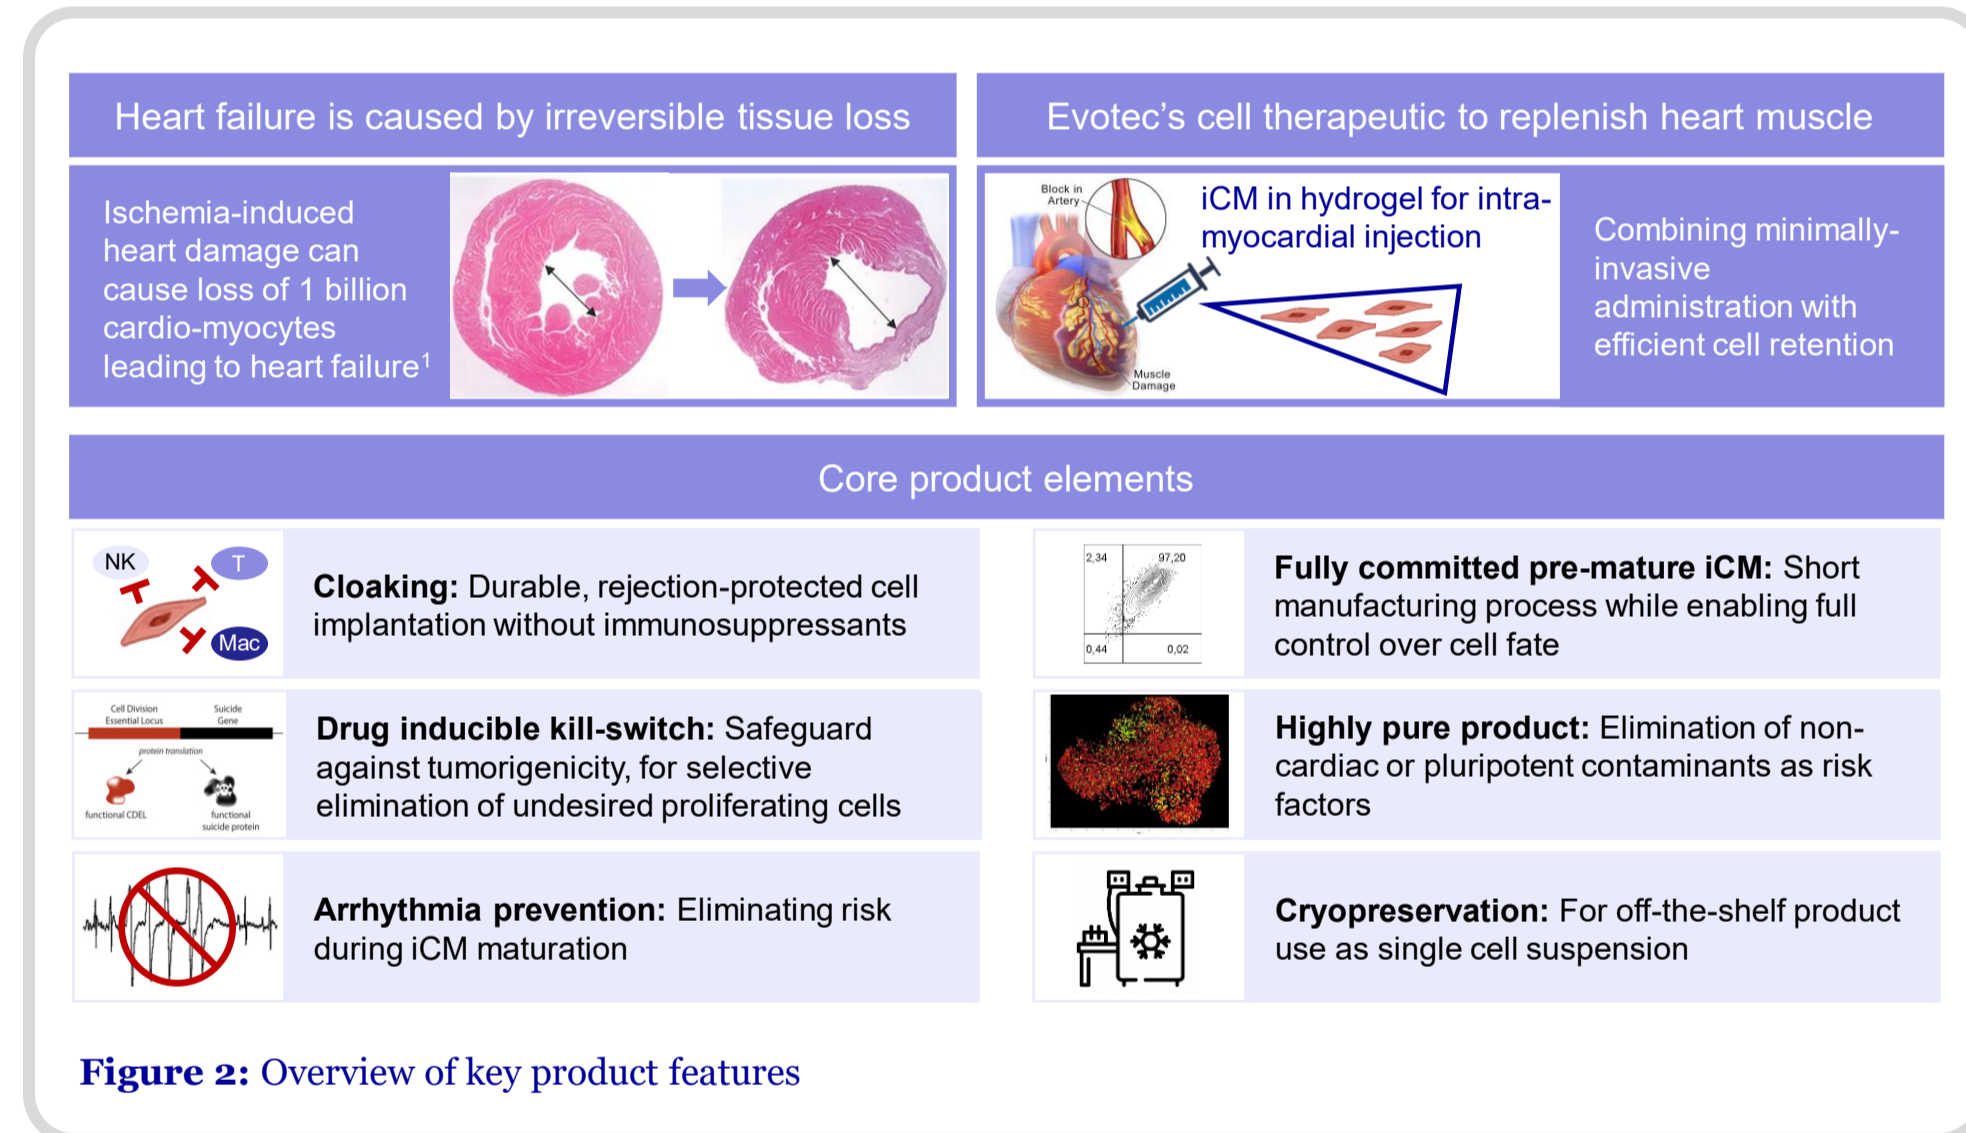 Heart failure is caused by irreversible tissue loss
Ischemia-induced
heart damage can
cause loss of 1 billion
cardio-myocytes
leading to heart failure¹
Evotec's cell therapeutic to replenish heart muscle
Block in
Artery
iCM in hydrogel for intra-
myocardial injection
Muscle
Damage
Combining minimally-
invasive
administration with
efficient cell retention
Core product elements
NK
T
Mac
Cloaking: Durable, rejection-protected cell
implantation without immunosuppressants
2,34
97,20
0,44
0,02
Fully committed pre-mature iCM: Short
manufacturing process while enabling full
control over cell fate
Cell Division
Essential Locus
Suicide
Gene
protein translation
functional CDEL
functional
suicide protein
Drug inducible kill-switch: Safeguard
against tumorigenicity, for selective
elimination of undesired proliferating cells
Highly pure product: Elimination of non-
cardiac or pluripotent contaminants as risk
factors
Arrhythmia prevention: Eliminating risk
during iCM maturation
Cryopreservation: For off-the-shelf product
use as single cell suspension
Figure 2: Overview of key product features